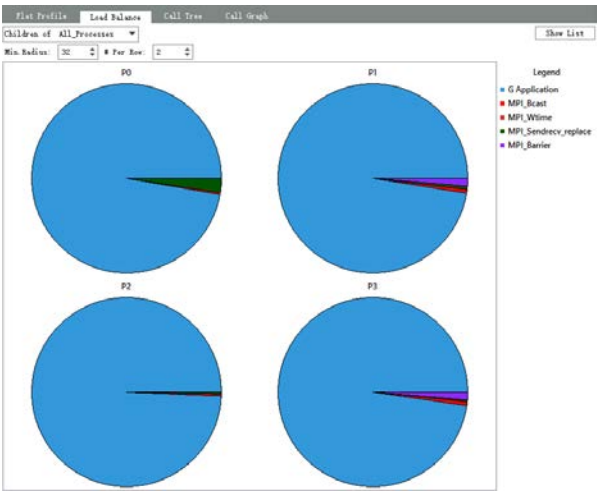 Flat Profile Load Balance Call Tree Call Graph
Children of All_Processes Show List
Min. Radius: 32 # Per Row: 2
P0 P1 Legend
G Application
MPI_Bcast
MPI_Wtime
MPI_Sendrecv_replace
MPI_Barrier
P2 P3